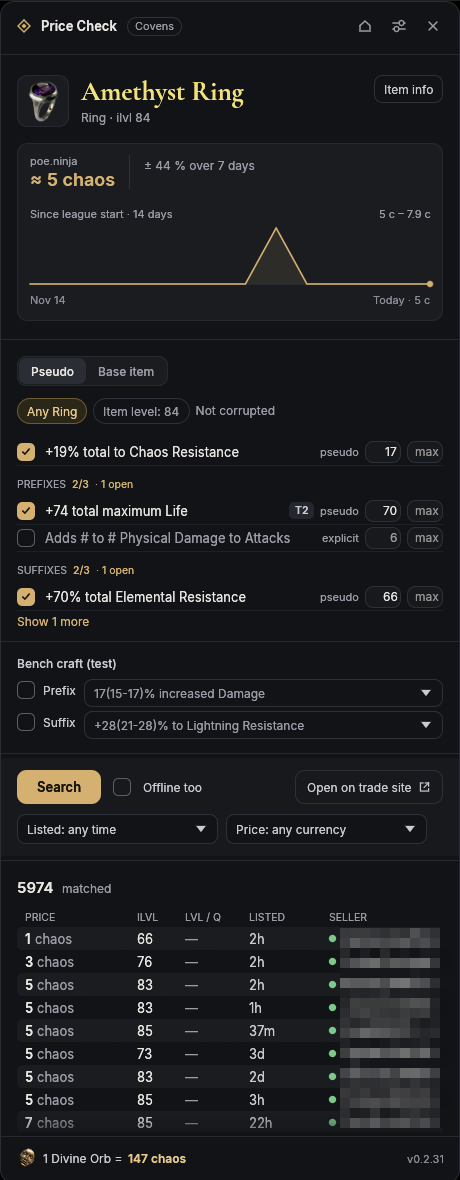 Price Check Covens
Amethyst Ring
Item info
Ring · ilvl 84
poe.ninja
≈ 5 chaos
± 44 % over 7 days
Since league start · 14 days 5 c – 7.9 c
Nov 14 Today · 5 c
Pseudo Base item
Any Ring Item level: 84 Not corrupted
+19% total to Chaos Resistance pseudo 17 max
PREFIXES 2/3 · 1 open
+74 total maximum Life T2 pseudo 70 max
Adds # to # Physical Damage to Attacks explicit 6 max
SUFFIXES 2/3 · 1 open
+70% total Elemental Resistance pseudo 66 max
Show 1 more
Bench craft (test)
Prefix 17(15-17)% increased Damage
Suffix +28(21-28)% to Lightning Resistance
Search Offline too Open on trade site
Listed: any time Price: any currency
5974 matched
PRICE ILVL LVL / Q LISTED SELLER
1 chaos 66 — 2h
3 chaos 76 — 2h
5 chaos 83 — 2h
5 chaos 83 — 1h
5 chaos 85 — 37m
5 chaos 73 — 3d
5 chaos 83 — 2d
5 chaos 85 — 3h
7 chaos 85 — 22h
1 Divine Orb = 147 chaos v0.2.31